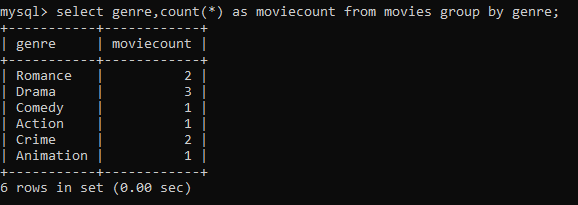 mysql> select genre,count(*) as moviecount from movies group by genre;
+-----------+------------+
| genre     | moviecount |
+-----------+------------+
| Romance   |          2 |
| Drama     |          3 |
| Comedy    |          1 |
| Action    |          1 |
| Crime     |          2 |
| Animation |          1 |
+-----------+------------+
6 rows in set (0.00 sec)